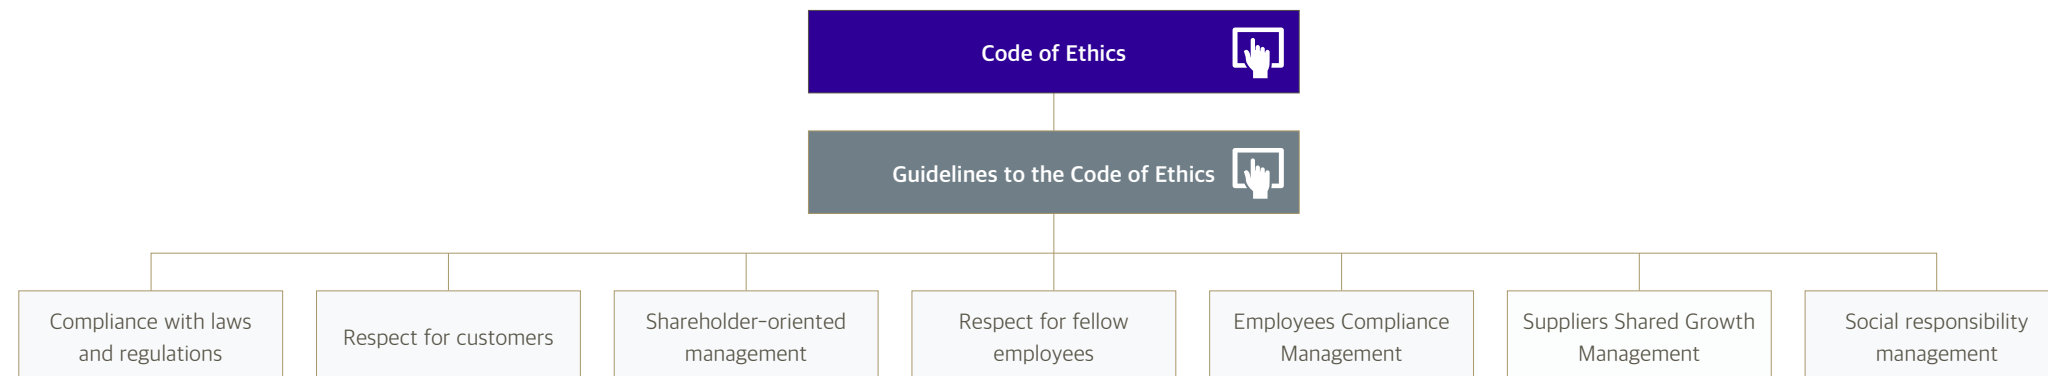 Code of Ethics
Guidelines to the Code of Ethics
Compliance with laws
and regulations
Respect for customers
Shareholder-oriented
management
Respect for fellow
employees
Employees Compliance
Management
Suppliers Shared Growth
Management
Social responsibility
management